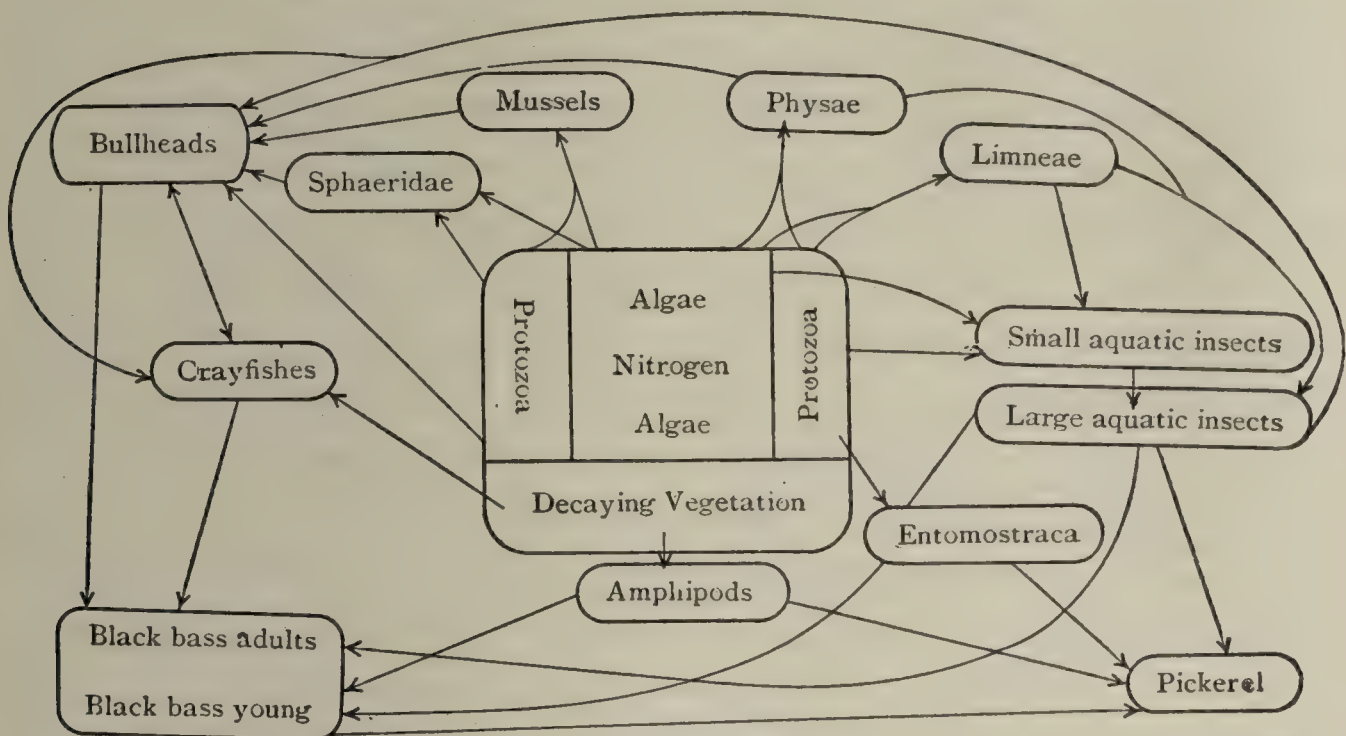 Mussels
Physae
Bullheads
Limneae
Sphaeridae
Protozoa
Algae
Nitrogen
Algae
Protozoa
Small aquatic insects
Crayfishes
Large aquatic insects
Decaying Vegetation
Entomostraca
Amphipods
Black bass adults
Black bass young
Pickerel